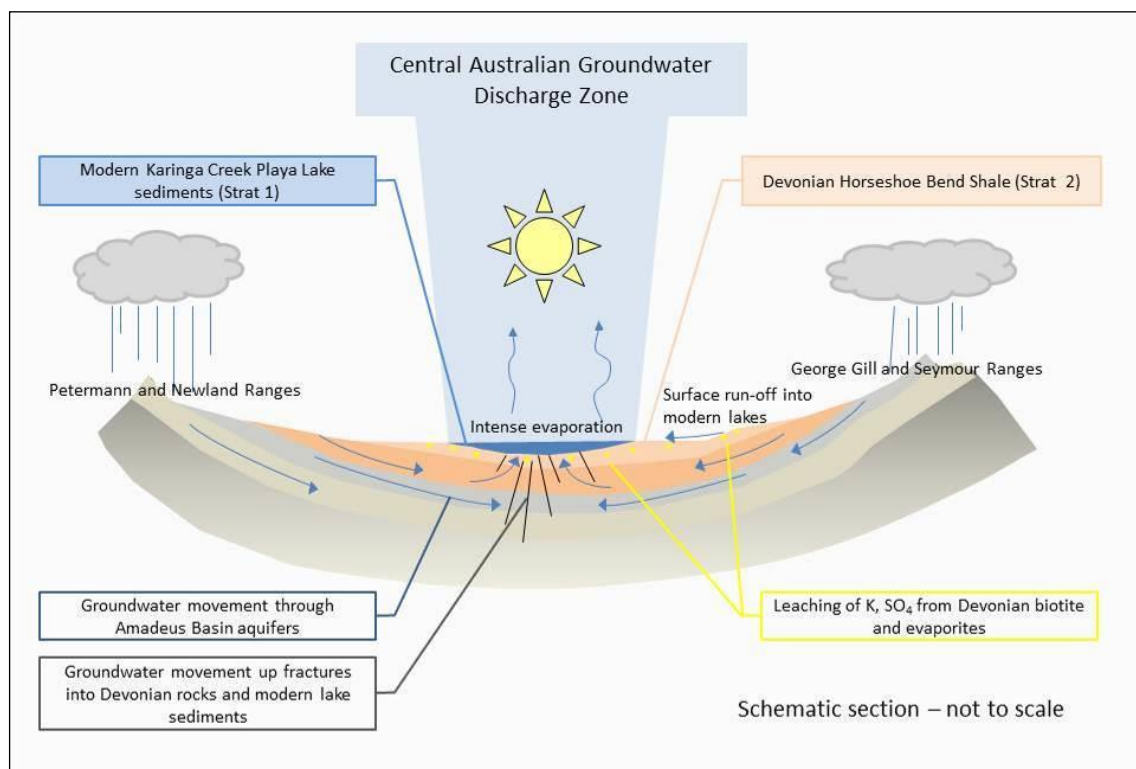 Central Australian Groundwater
Discharge Zone
Modern Karinga Creek Playa Lake
sediments (Strat 1)
Devonian Horseshoe Bend Shale (Strat 2)
Petermann and Newland Ranges
George Gill and Seymour Ranges
Surface run-off into
modern lakes
Intense evaporation
Groundwater movement through
Amadeus Basin aquifers
Leaching of K, SO₄ from Devonian biotite
and evaporites
Groundwater movement up fractures
into Devonian rocks and modern lake
sediments
Schematic section – not to scale